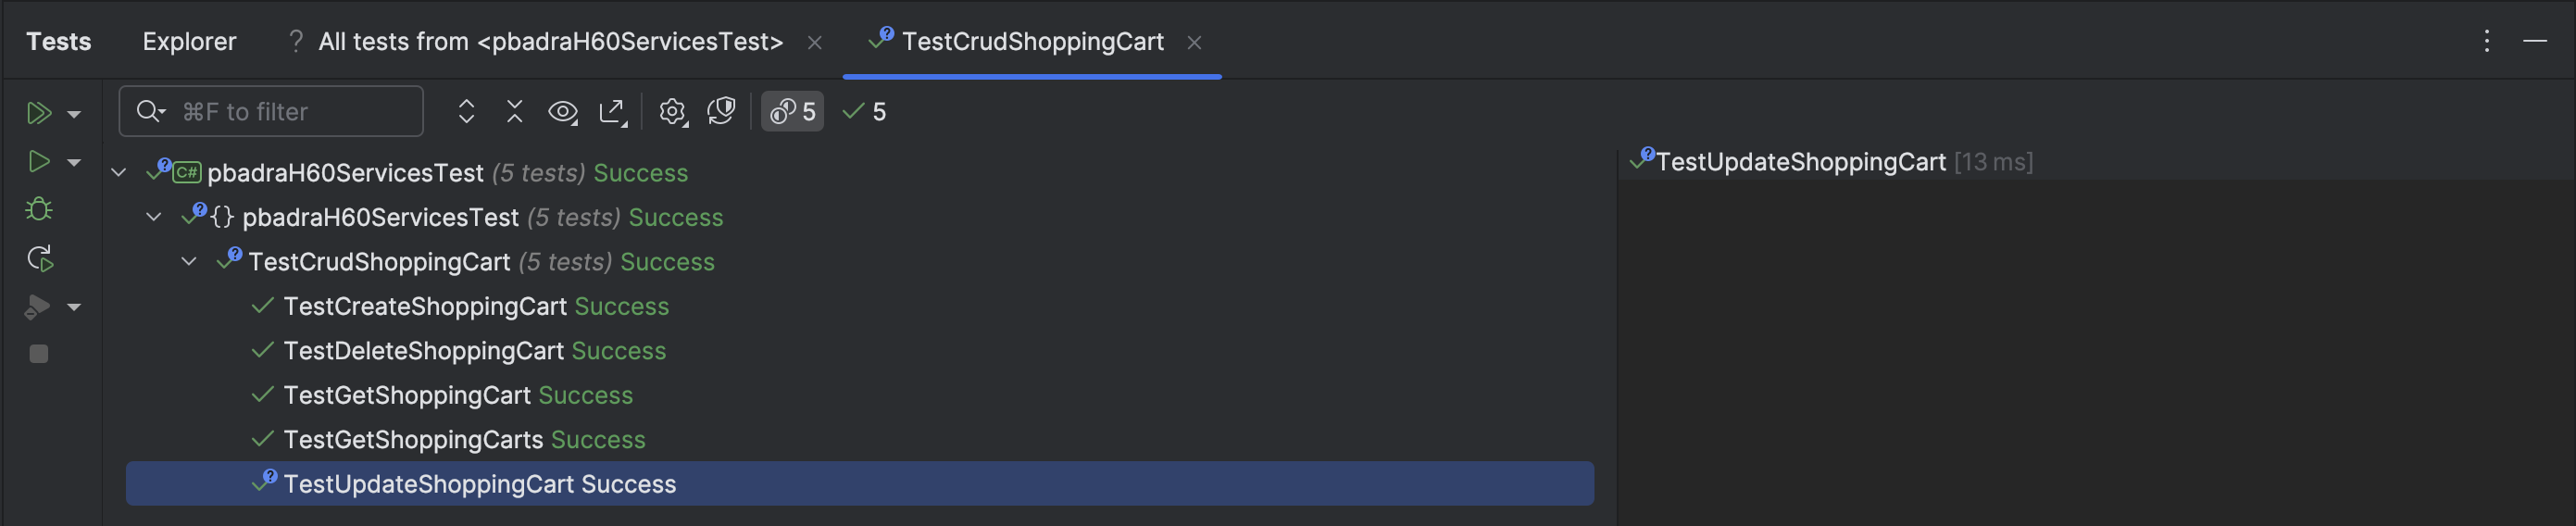 Tests Explorer ? All tests from <pbadraH60ServicesTest> × ? TestCrudShoppingCart ×
⌘F to filter 5 5
? C# pbadraH60ServicesTest (5 tests) Success
? {} pbadraH60ServicesTest (5 tests) Success
? TestCrudShoppingCart (5 tests) Success
TestCreateShoppingCart Success
TestDeleteShoppingCart Success
TestGetShoppingCart Success
TestGetShoppingCarts Success
? TestUpdateShoppingCart Success
? TestUpdateShoppingCart [13 ms]